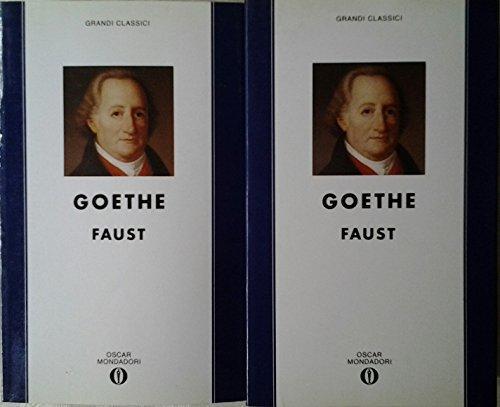 GRANDI CLASSICI
GOETHE
FAUST
OSCAR
MONDADORI
GRANDI CLASSICI
GOETHE
FAUST
OSCAR
MONDADORI